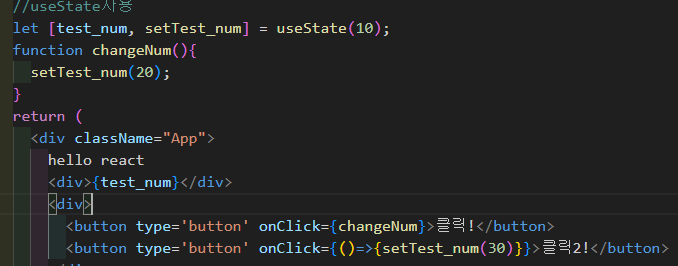 //useState사용
let [test_num, setTest_num] = useState(10);
function changeNum(){
setTest_num(20);
}
return (
<div className="App">
hello react
<div>{test_num}</div>
<div>
<button type='button' onClick={changeNum}>클릭!</button>
<button type='button' onClick={()=>{setTest_num(30)}}>클릭2!</button>